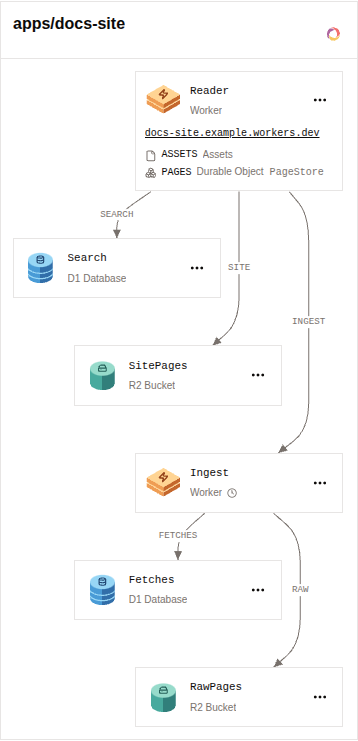 apps/docs-site
Reader
Worker
docs-site.example.workers.dev
ASSETS Assets
PAGES Durable Object PageStore
SEARCH
Search
D1 Database
SITE
INGEST
SitePages
R2 Bucket
Ingest
Worker
FETCHES
Fetches
D1 Database
RAW
RawPages
R2 Bucket